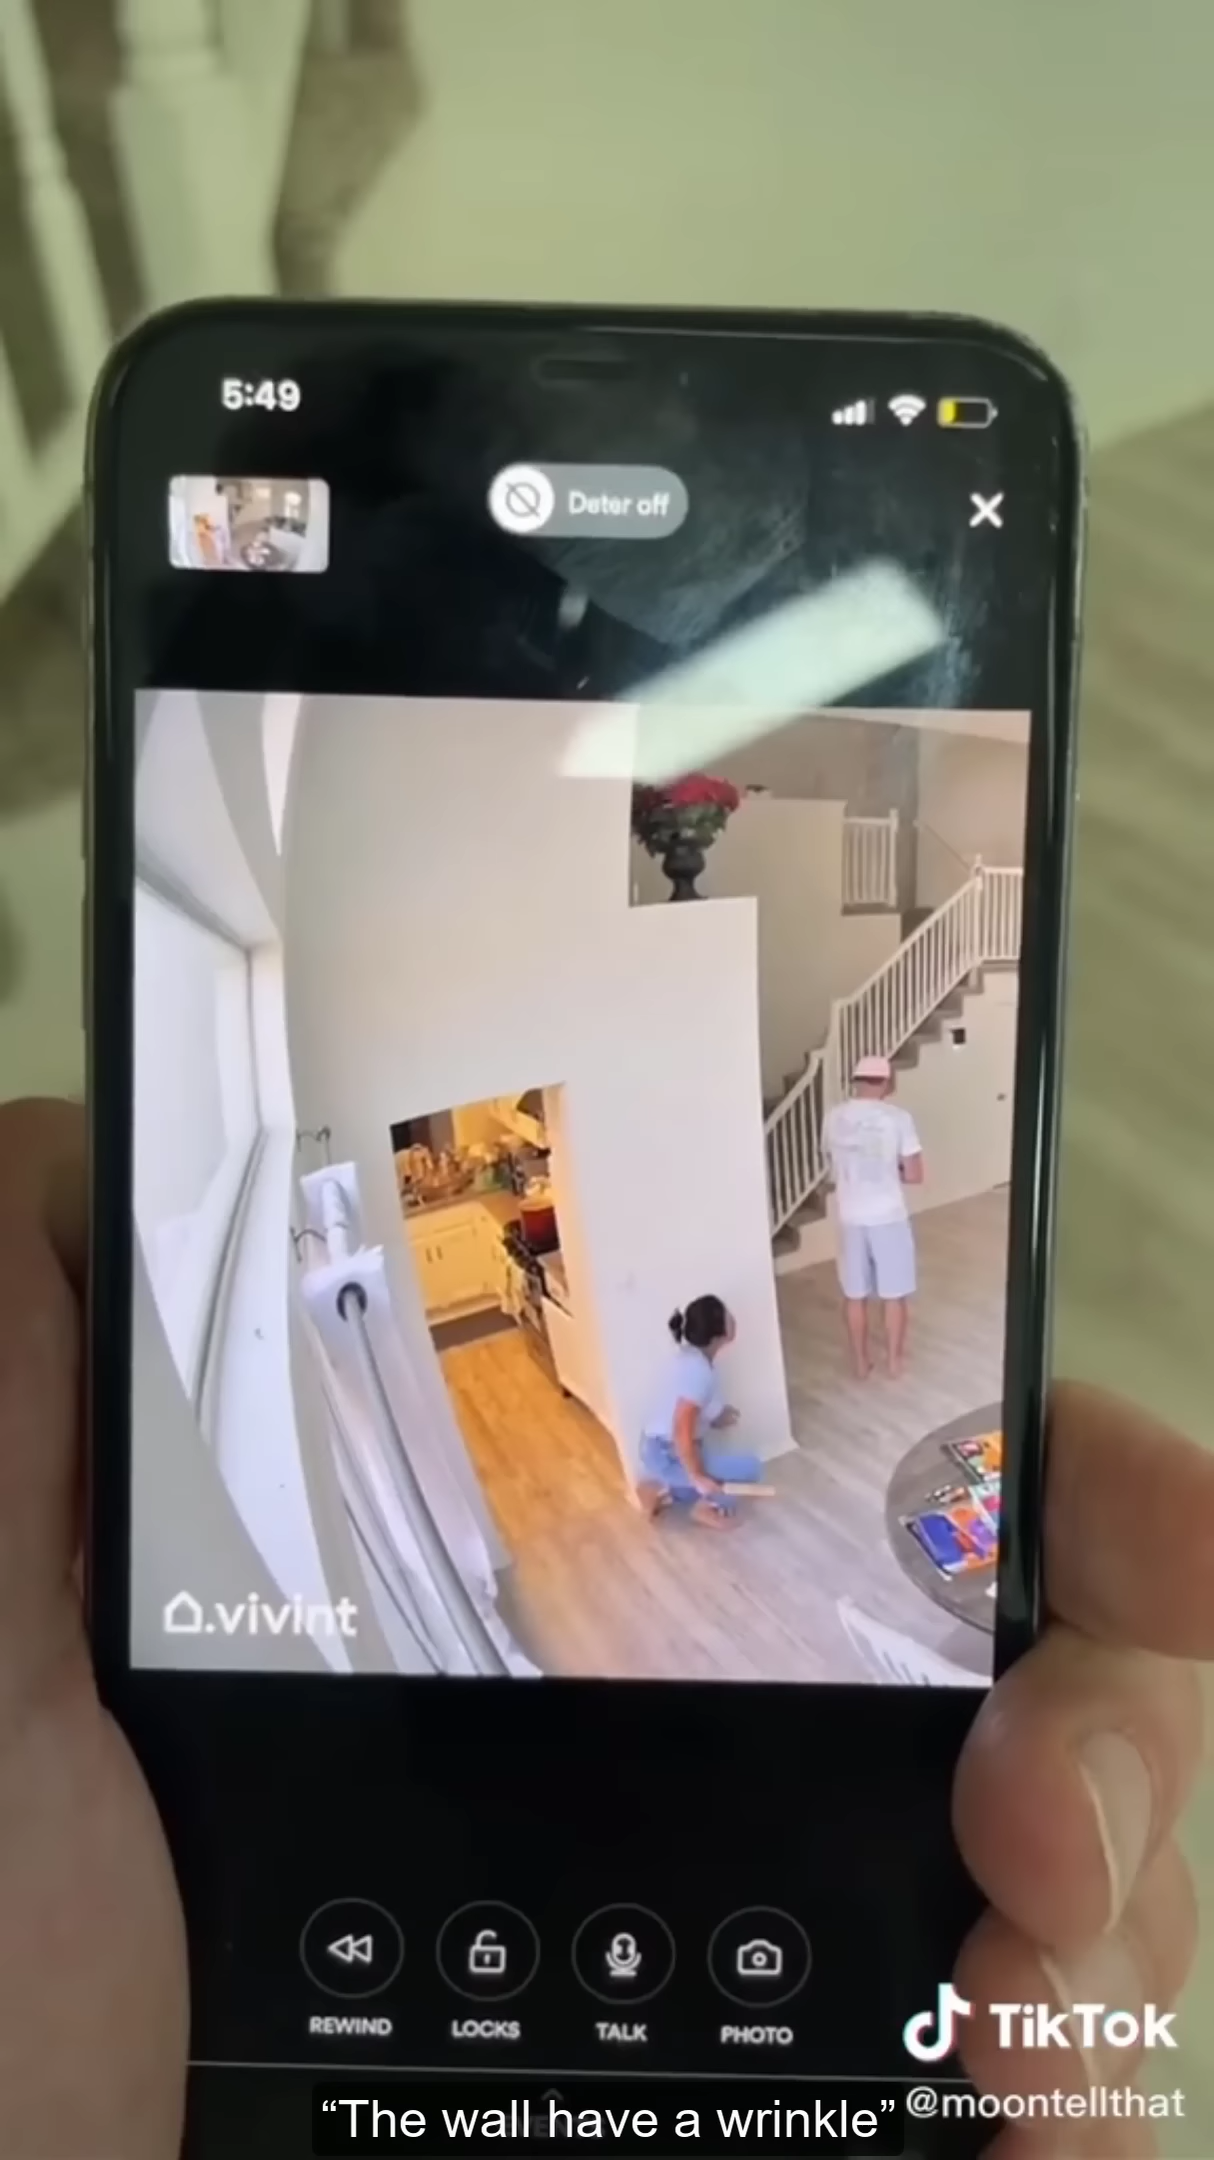 5:49
Deter off
vivint
REWIND
LOCKS
TALK
PHOTO
TikTok
@moontellthat
“The wall have a wrinkle”